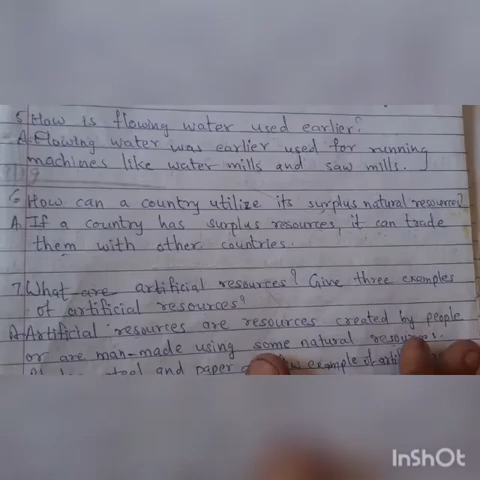 5 How is flowing water used earlier?
A. Flowing water was earlier used for running
machines like water mills and saw mills.
6 How can a country utilize its surplus natural resource?
A. If a country has surplus resources, it can trade
them with other countries.
7. What are artificial resources? Give three examples
of artificial resources?
A Artificial resources are resources created by people
or are man-made using some natural resources.
and paper example of
InShOt